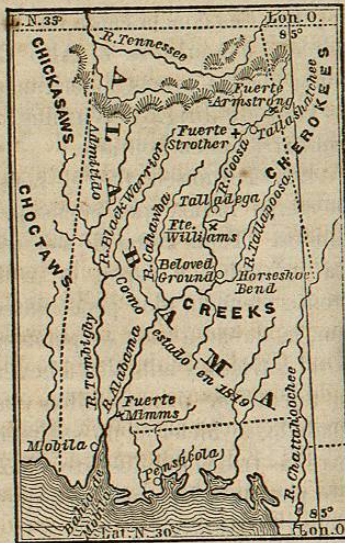 L.N. 35°
Lon. O.
85°
R. Tennessee
CHICKASAWS
Fuerte
Armstrong
Tallashatchee
Fuerte
Strother
CHEROKEES
R. Coosa
R. Black Warrior
R. Cahawba
R. Tallapoosa
Talladega
CHOCTAWS
Fte.
Williams
Beloved
Ground
Horseshoe
Bend
CREEKS
ALABAMA
Como estado en 1819
R. Tombigby
R. Alabama
Fuerte
Mimms
R. Chattahoochee
Mobila
Pensacola
Bahia de
Mobila
Lat. N. 30°
85°
Lon. O.